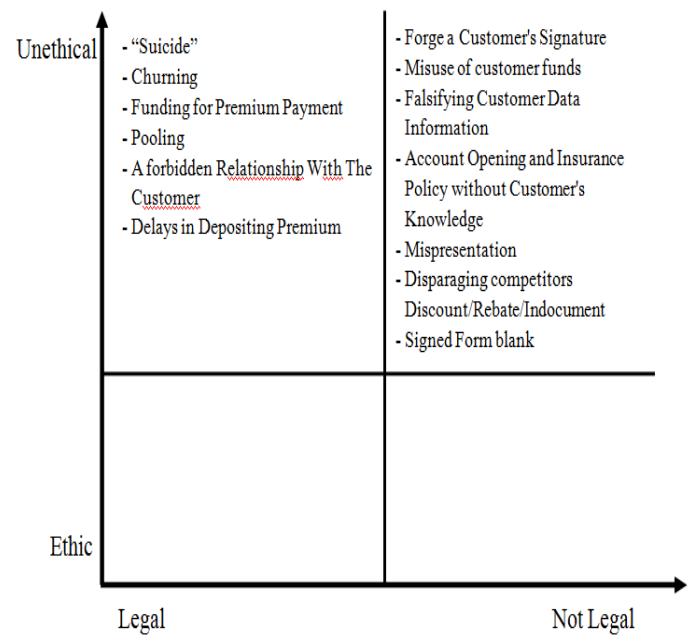 Unethical
- “Suicide”
- Churning
- Funding for Premium Payment
- Pooling
- A forbidden Relationship With The
Customer
- Delays in Depositing Premium
- Forge a Customer's Signature
- Misuse of customer funds
- Falsifying Customer Data
Information
- Account Opening and Insurance
Policy without Customer's
Knowledge
- Mispresentation
- Disparaging competitors
Discount/Rebate/Indocument
- Signed Form blank
Ethic
Legal
Not Legal